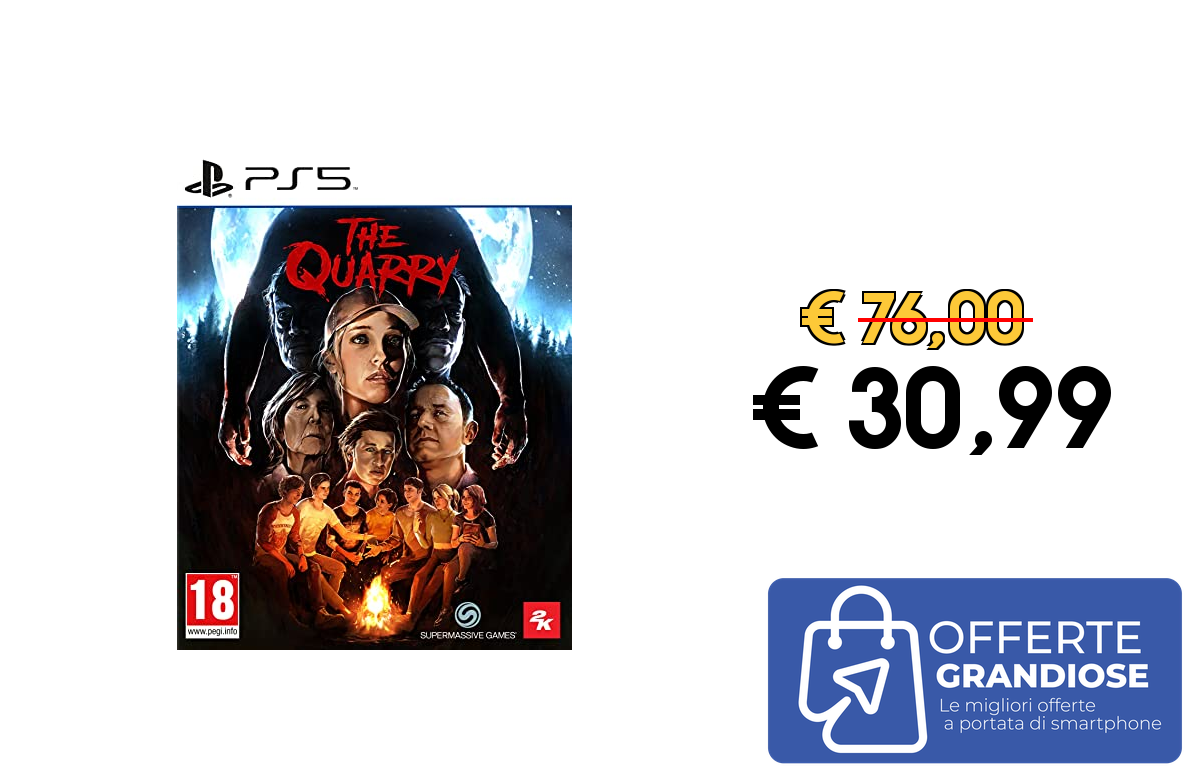 PS5
THE
QUARRY
€ 76,00
€ 30,99
18
www.pegi.info
SUPERMASSIVE GAMES
2K
OFFERTE
GRANDIOSE
Le migliori offerte
a portata di smartphone